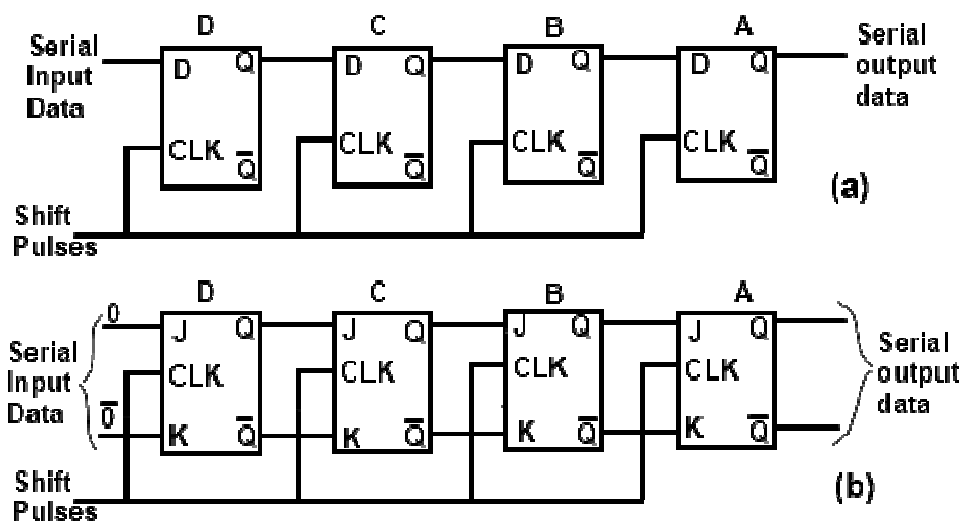 D C B A
Serial Input Data
D Q D Q D Q D Q
Serial output data
CLK Q̅ CLK Q̅ CLK Q̅ CLK Q̅
(a)
Shift Pulses
D C B A
0
J Q J Q J Q J Q
Serial Input Data
CLK CLK CLK CLK
Serial output data
0̅
K Q̅ K Q̅ K Q̅ K Q̅
Shift Pulses
(b)